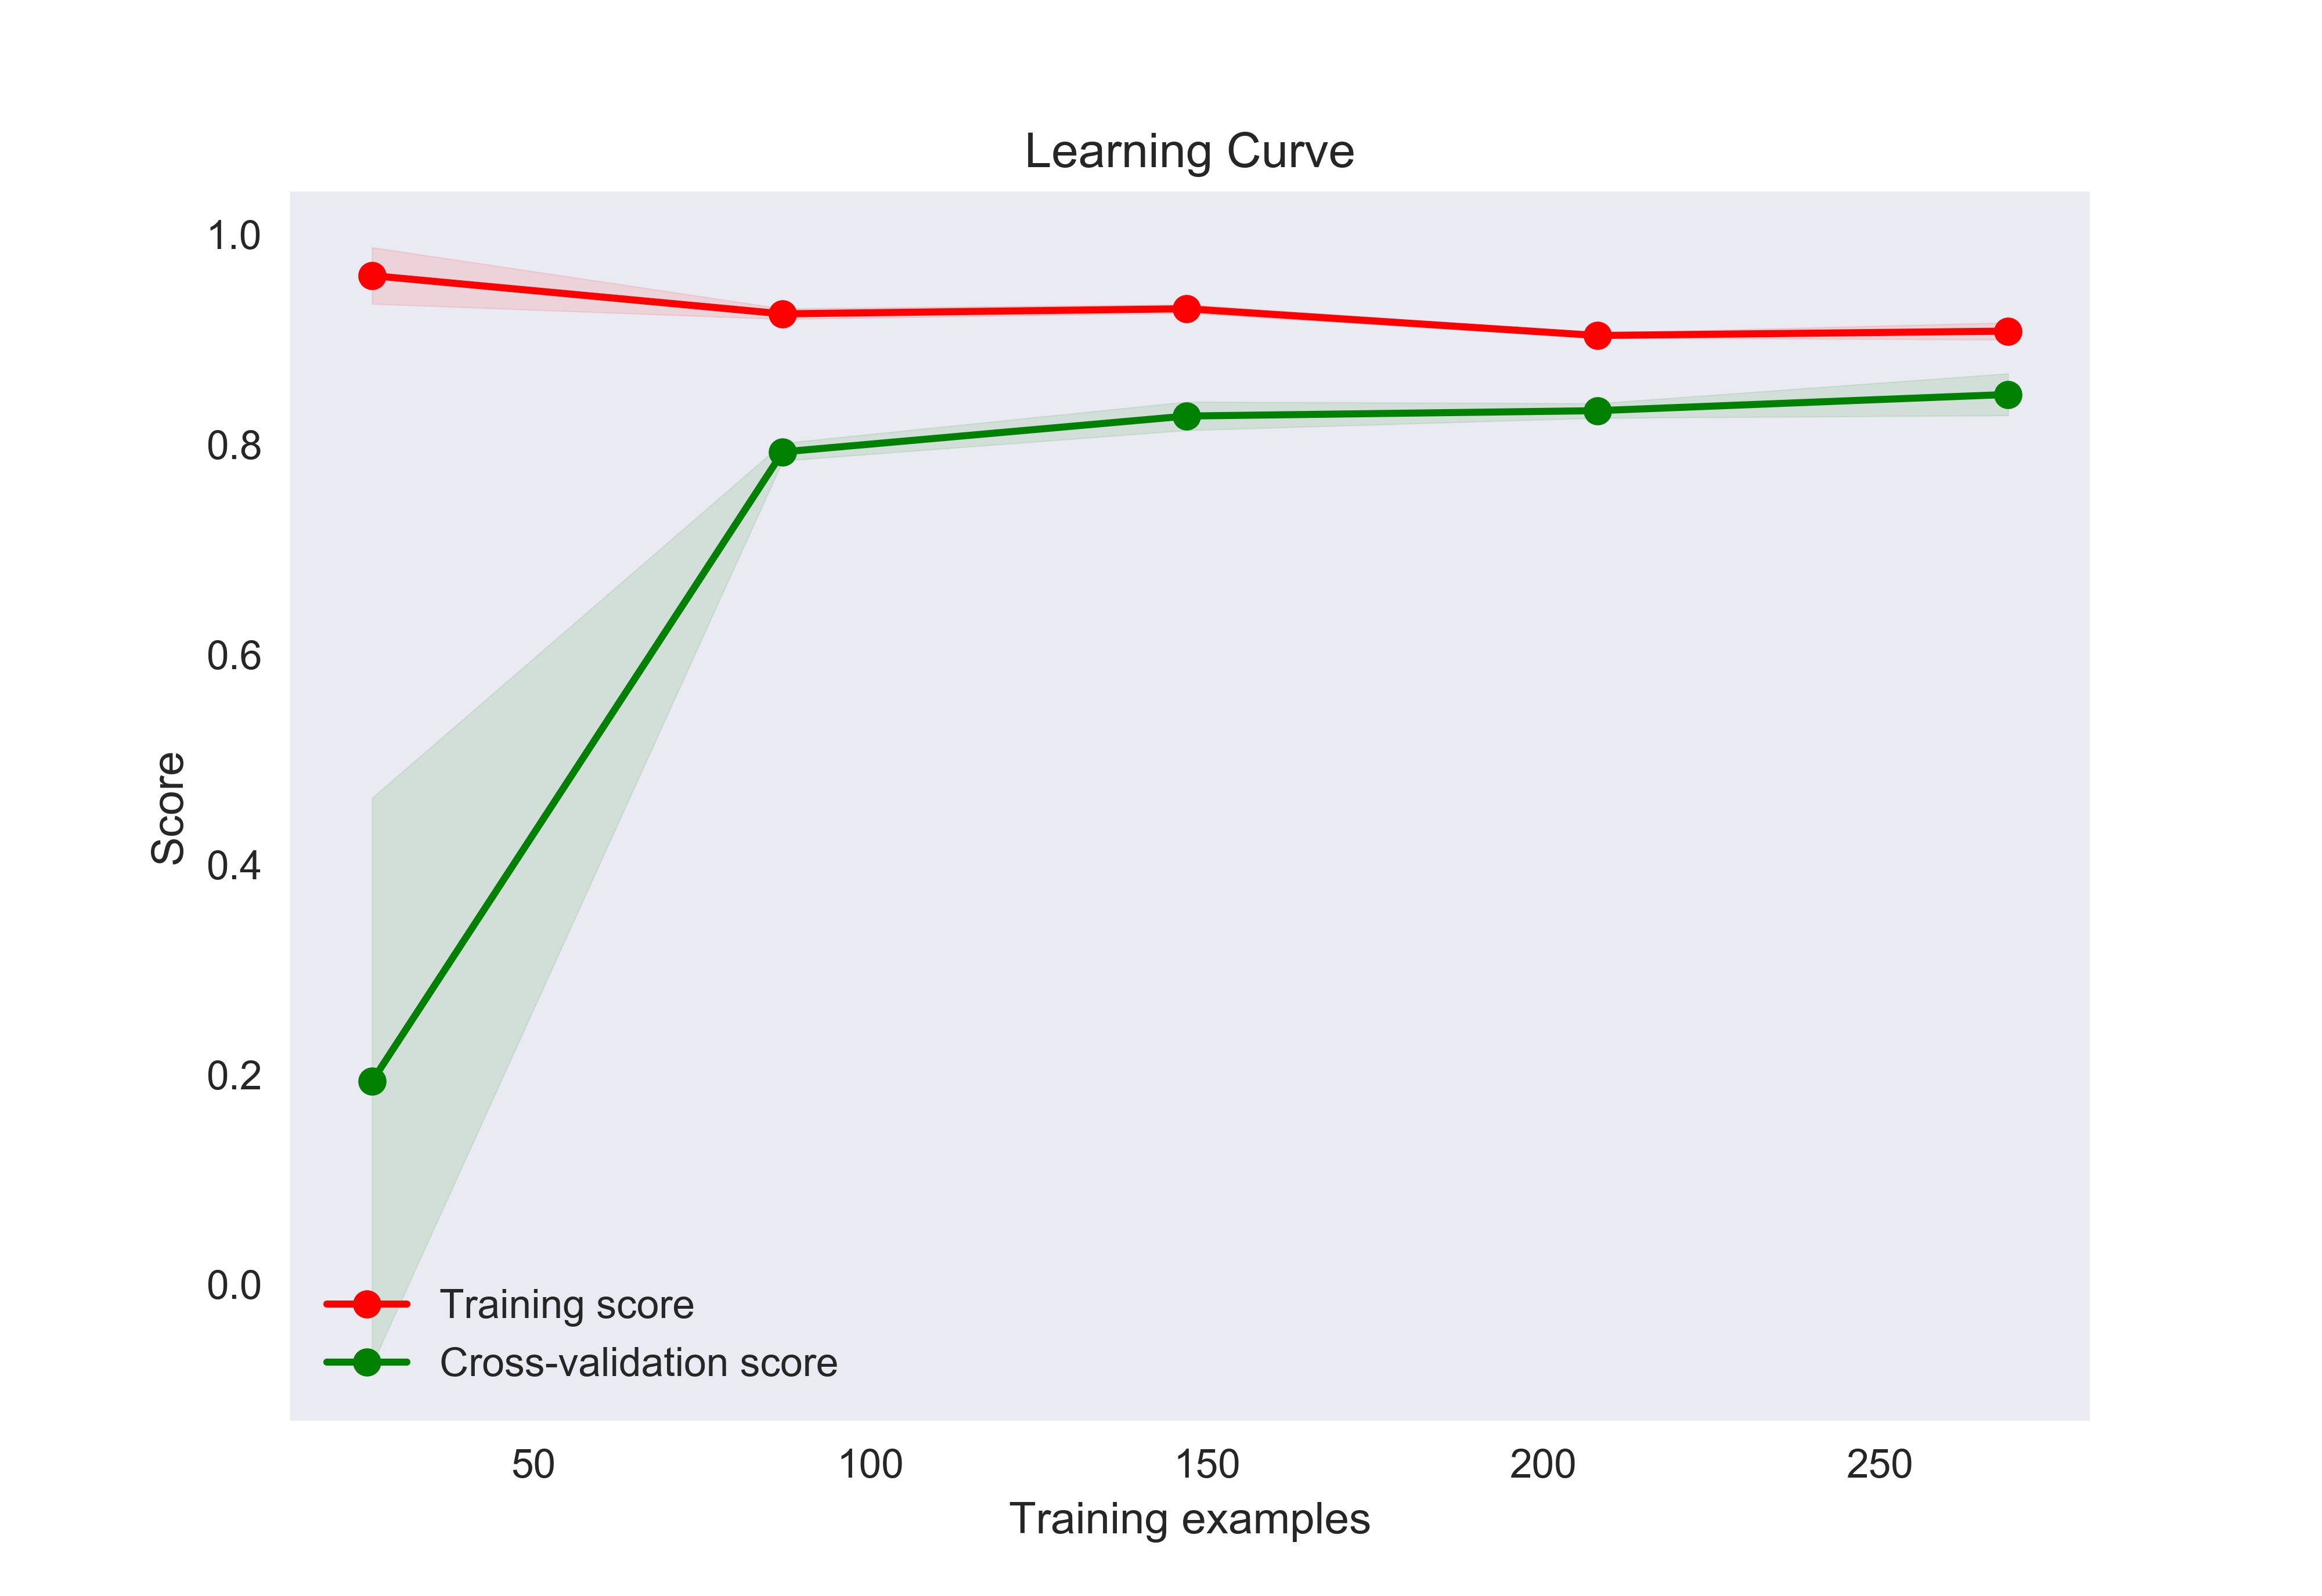 Learning Curve
1.0
0.8
0.6
0.4
0.2
0.0
Score
Training score
Cross-validation score
50 100 150 200 250
Training examples